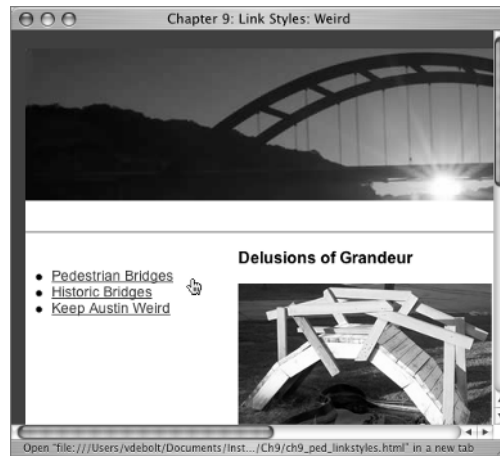 Chapter 9: Link Styles: Weird
Delusions of Grandeur
Pedestrian Bridges
Historic Bridges
Keep Austin Weird
Open "file:///Users/vdebolt/Documents/Inst.../Ch9/ch9_ped_linkstyles.html" in a new tab